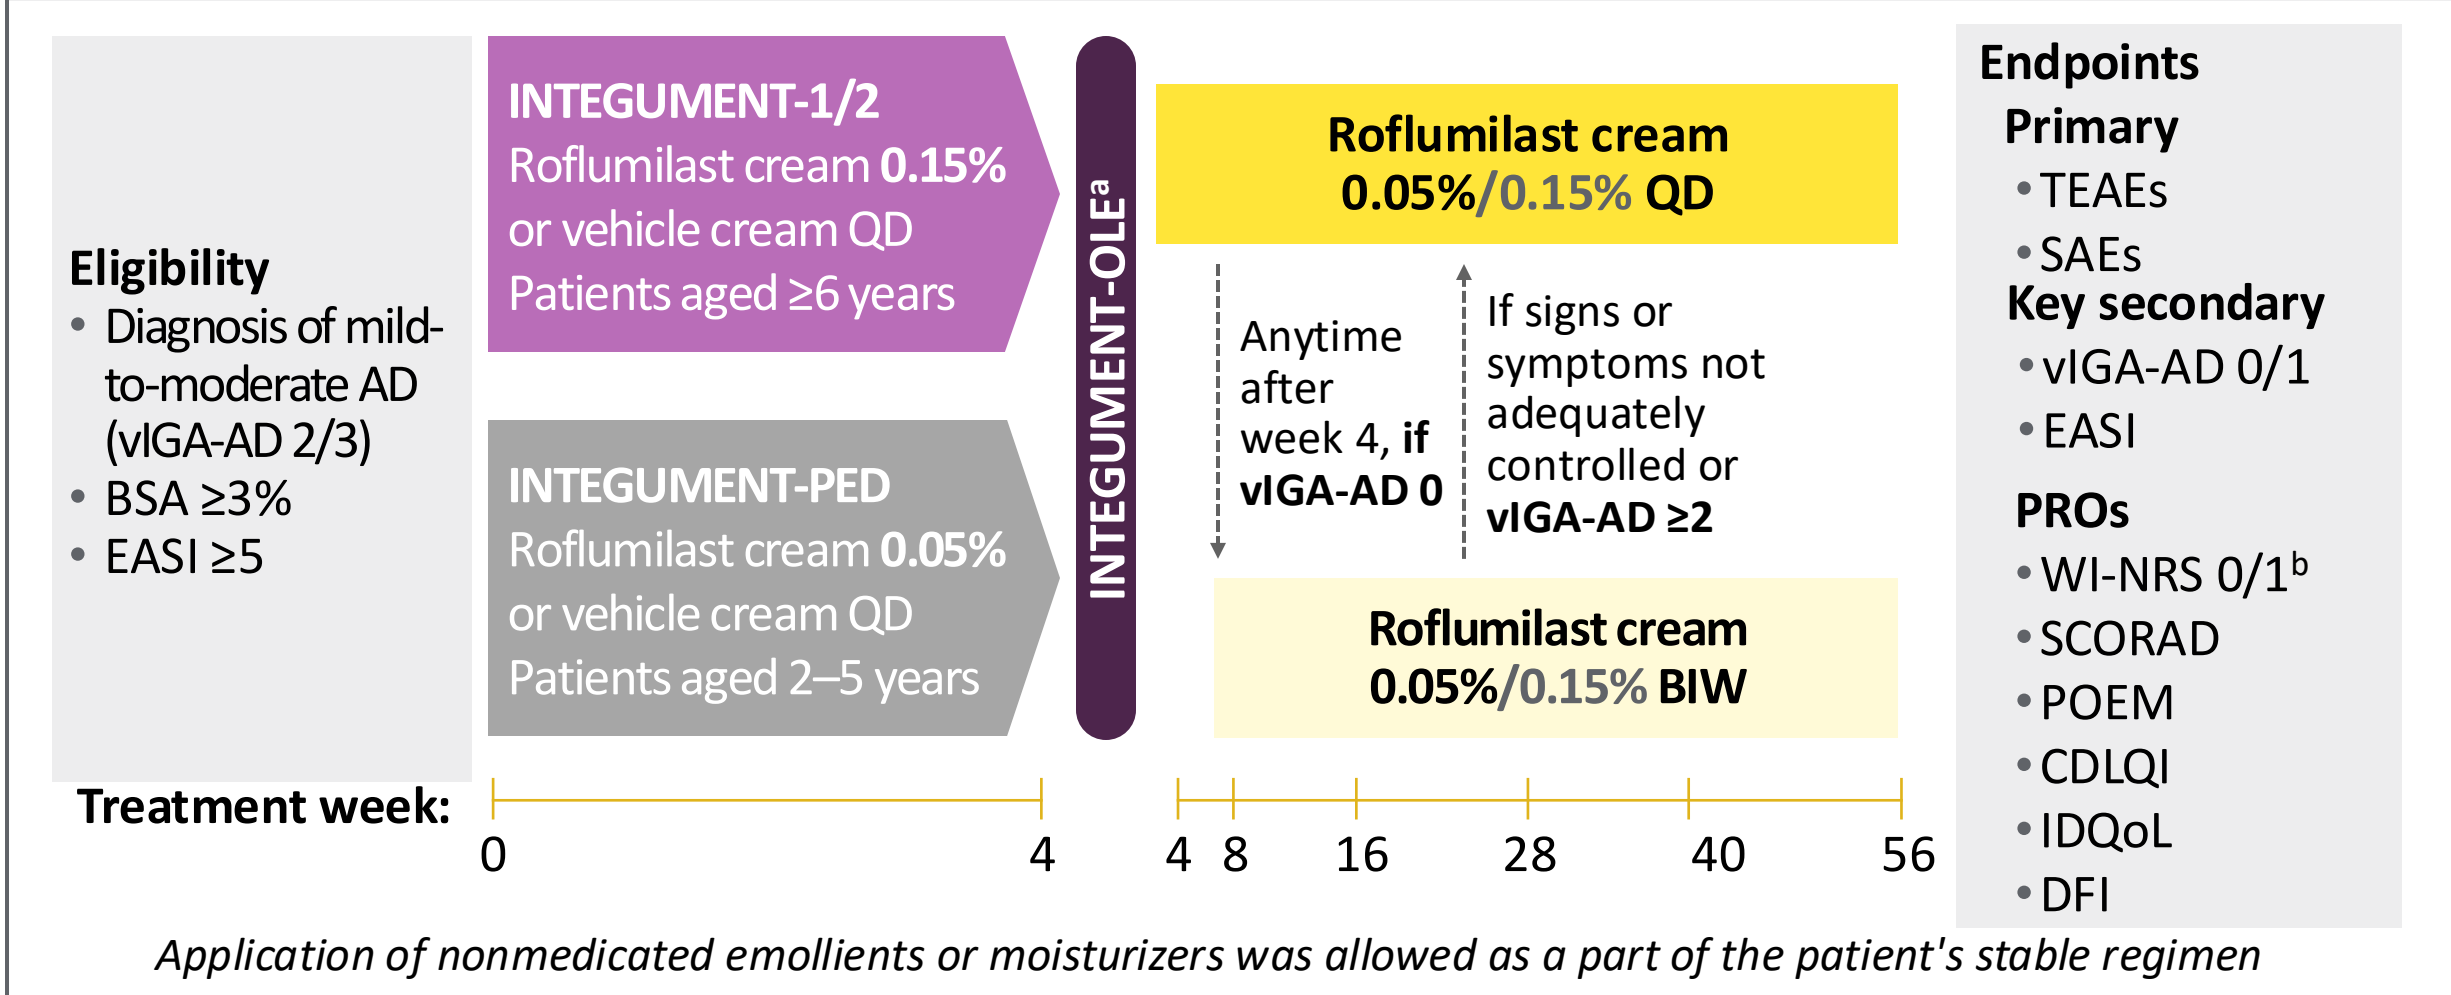 Eligibility
• Diagnosis of mild-
to-moderate AD
(vIGA-AD 2/3)
• BSA ≥3%
• EASI ≥5
INTEGUMENT-1/2
Roflumilast cream 0.15%
or vehicle cream QD
Patients aged ≥6 years
INTEGUMENT-PED
Roflumilast cream 0.05%
or vehicle cream QD
Patients aged 2–5 years
INTEGUMENT-OLEᵃ
Roflumilast cream
0.05%/0.15% QD
Anytime
after
week 4, if
vIGA-AD 0
If signs or
symptoms not
adequately
controlled or
vIGA-AD ≥2
Roflumilast cream
0.05%/0.15% BIW
Endpoints
Primary
• TEAEs
• SAEs
Key secondary
• vIGA-AD 0/1
• EASI
PROs
• WI-NRS 0/1ᵇ
• SCORAD
• POEM
• CDLQI
• IDQoL
• DFI
Treatment week:
0 4 4 8 16 28 40 56
Application of nonmedicated emollients or moisturizers was allowed as a part of the patient's stable regimen